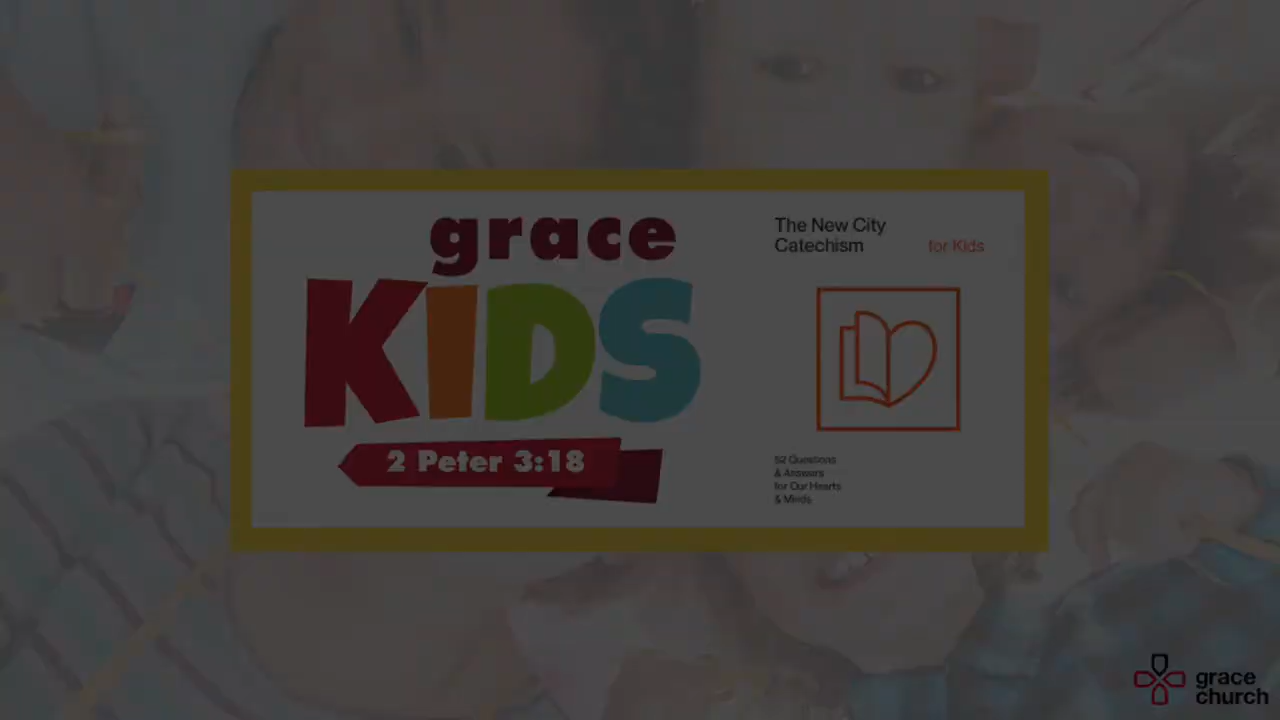 grace
KIDS
2 Peter 3:18
The New City
Catechism
for Kids
52 Questions
& Answers
for Our Hearts
& Minds
grace
church